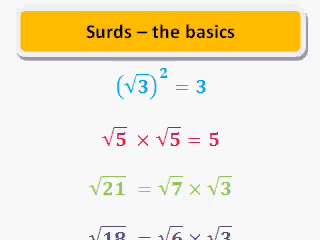 Surds – the basics
(√3)² = 3
√5 × √5 = 5
√21 = √7 × √3
√18 = √6 × √3